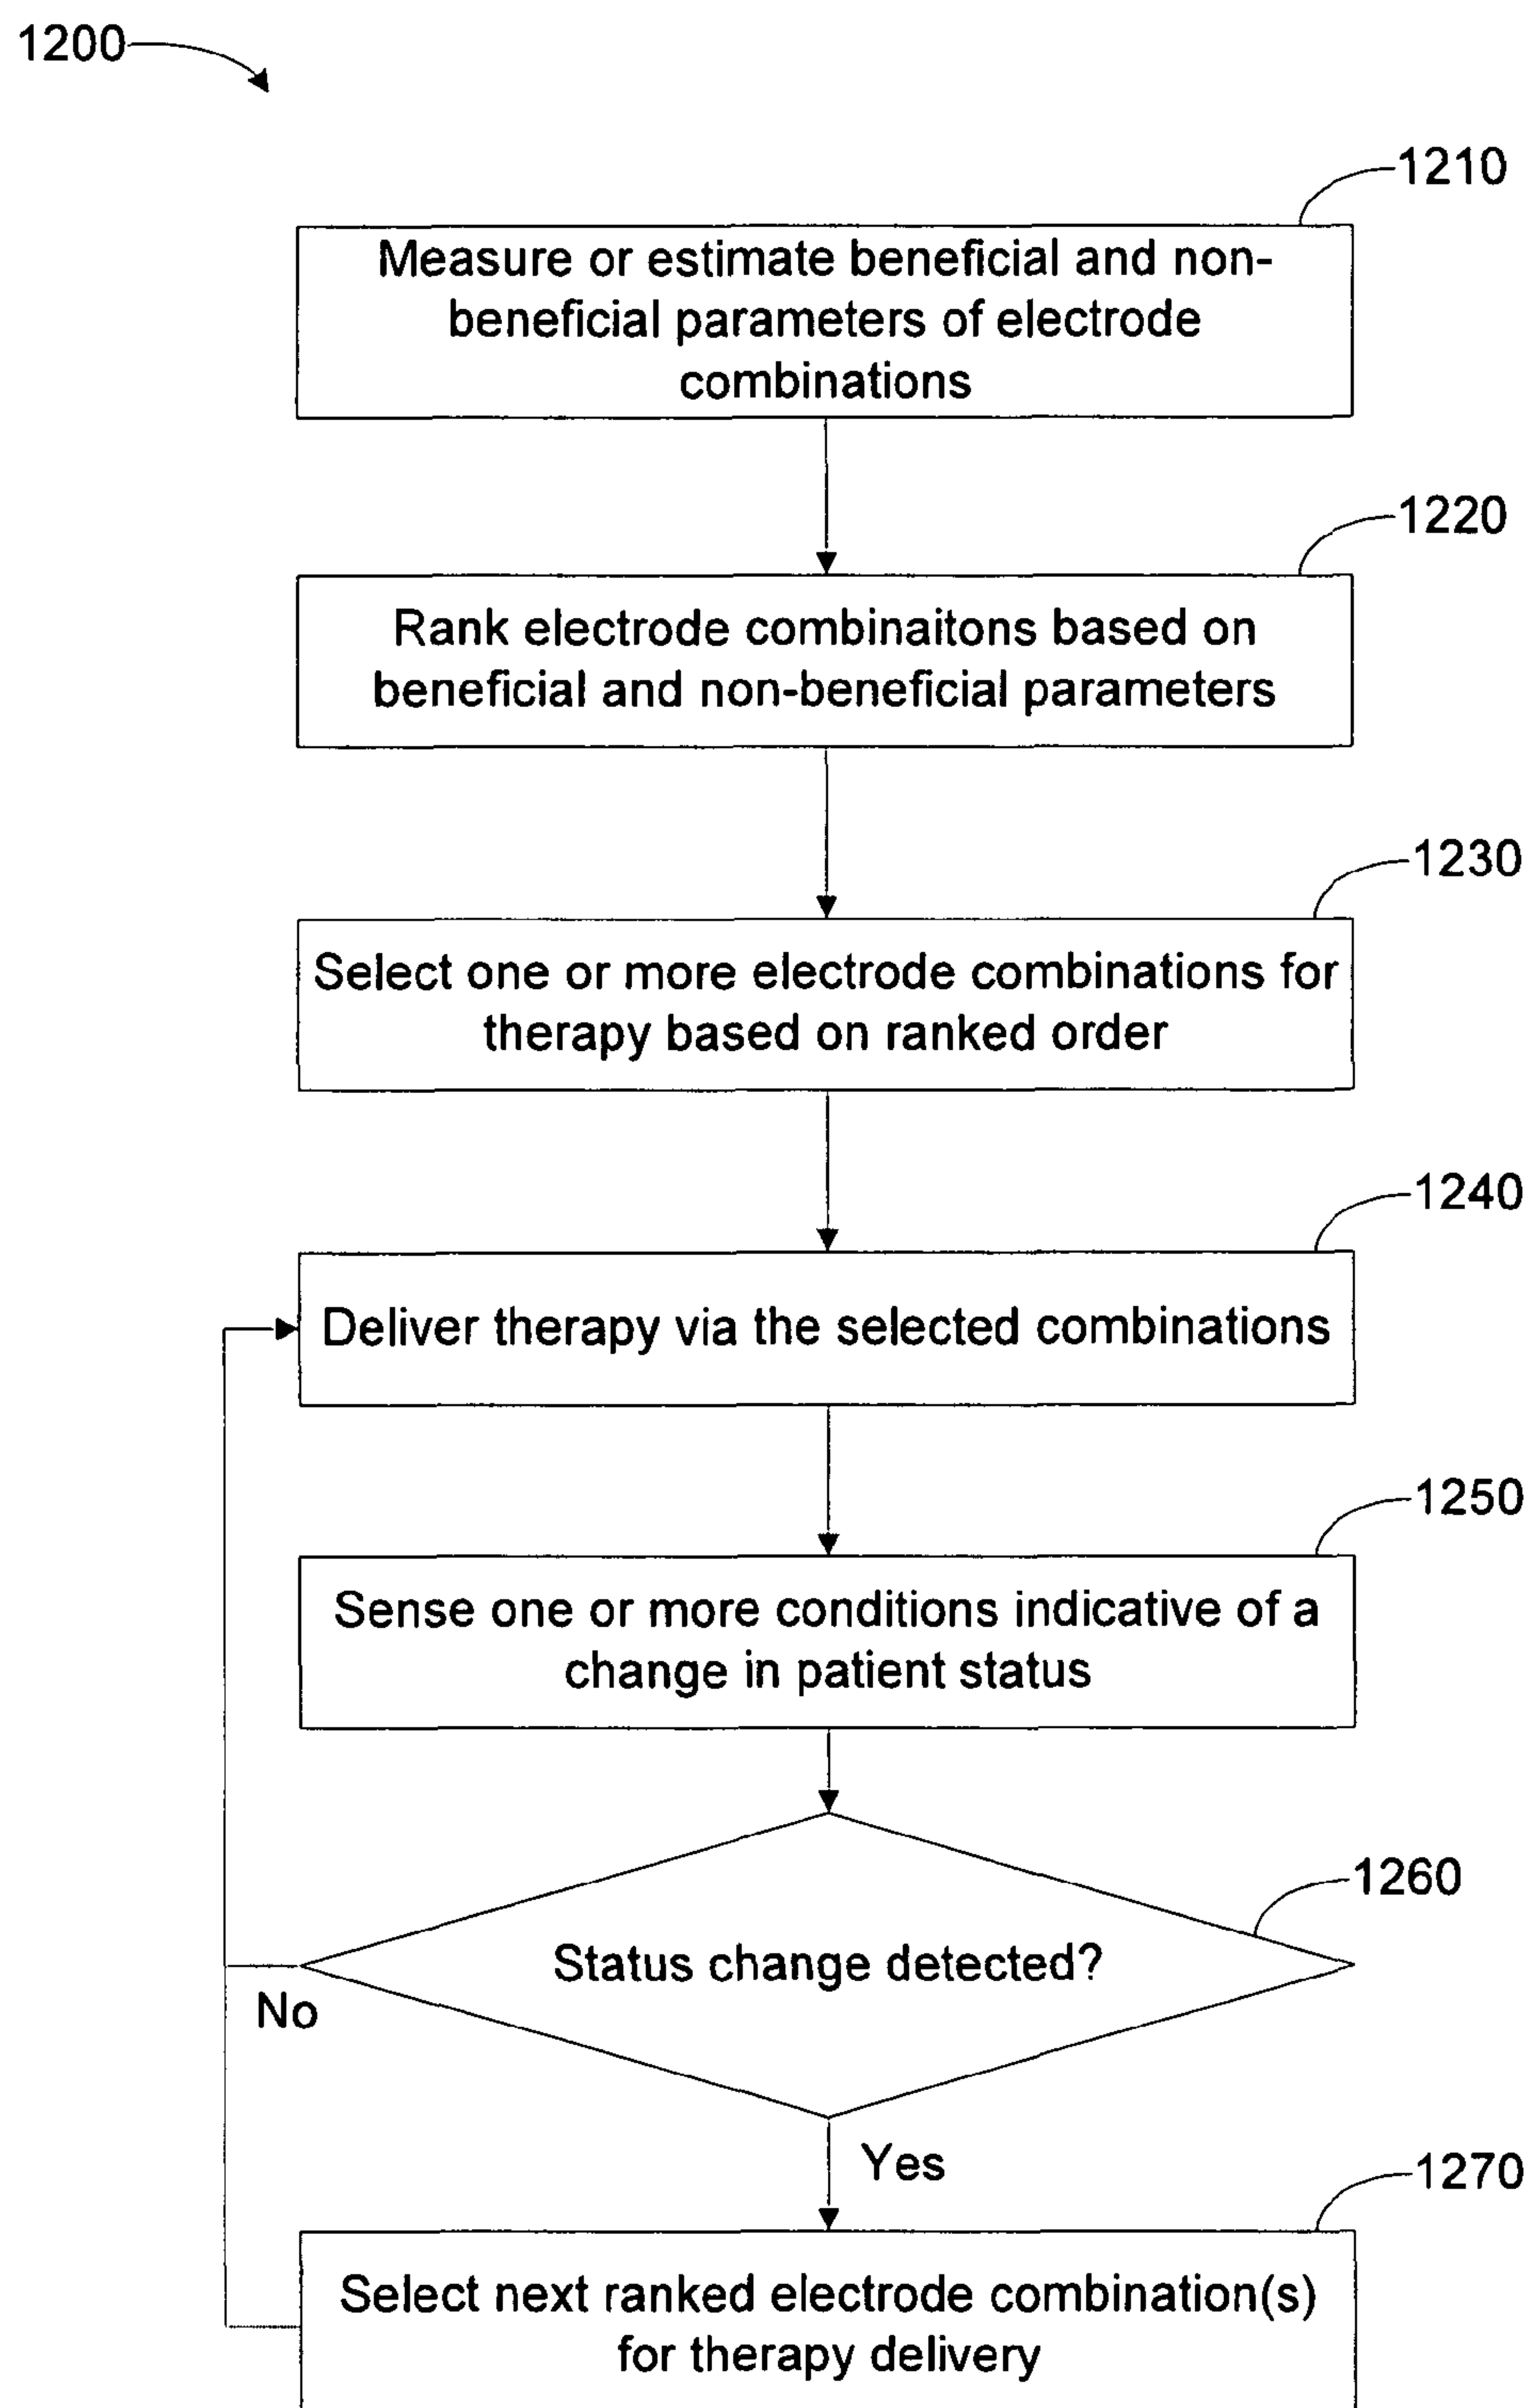 1200
1210
Measure or estimate beneficial and non-
beneficial parameters of electrode
combinations
1220
Rank electrode combinaitons based on
beneficial and non-beneficial parameters
1230
Select one or more electrode combinations for
therapy based on ranked order
1240
Deliver therapy via the selected combinations
1250
Sense one or more conditions indicative of a
change in patient status
1260
Status change detected?
No
Yes
1270
Select next ranked electrode combination(s)
for therapy delivery